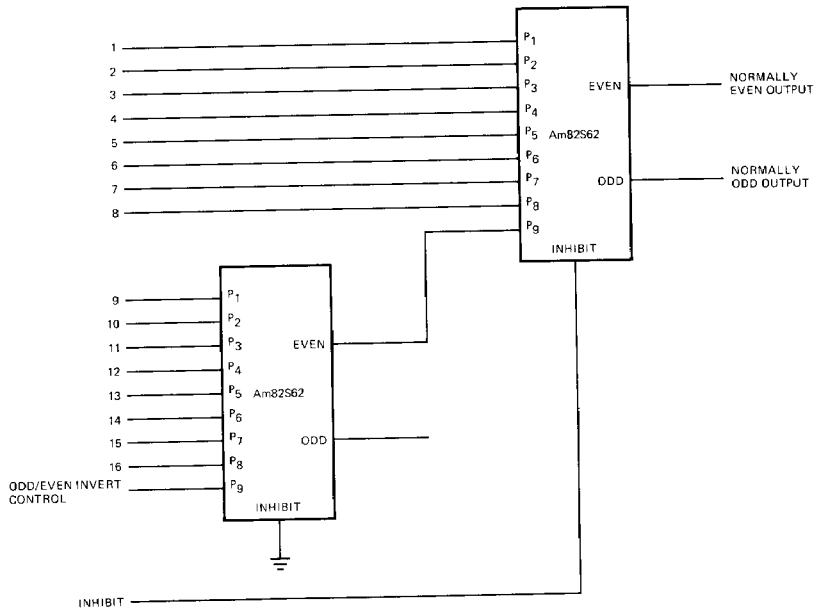 1
2
3
4
5
6
7
8
P1
P2
P3
P4
P5
P6
P7
P8
P9
Am82S62
EVEN
ODD
INHIBIT
NORMALLY
EVEN OUTPUT
NORMALLY
ODD OUTPUT
9
10
11
12
13
14
15
16
ODD/EVEN INVERT
CONTROL
P1
P2
P3
P4
P5
P6
P7
P8
P9
Am82S62
EVEN
ODD
INHIBIT
INHIBIT